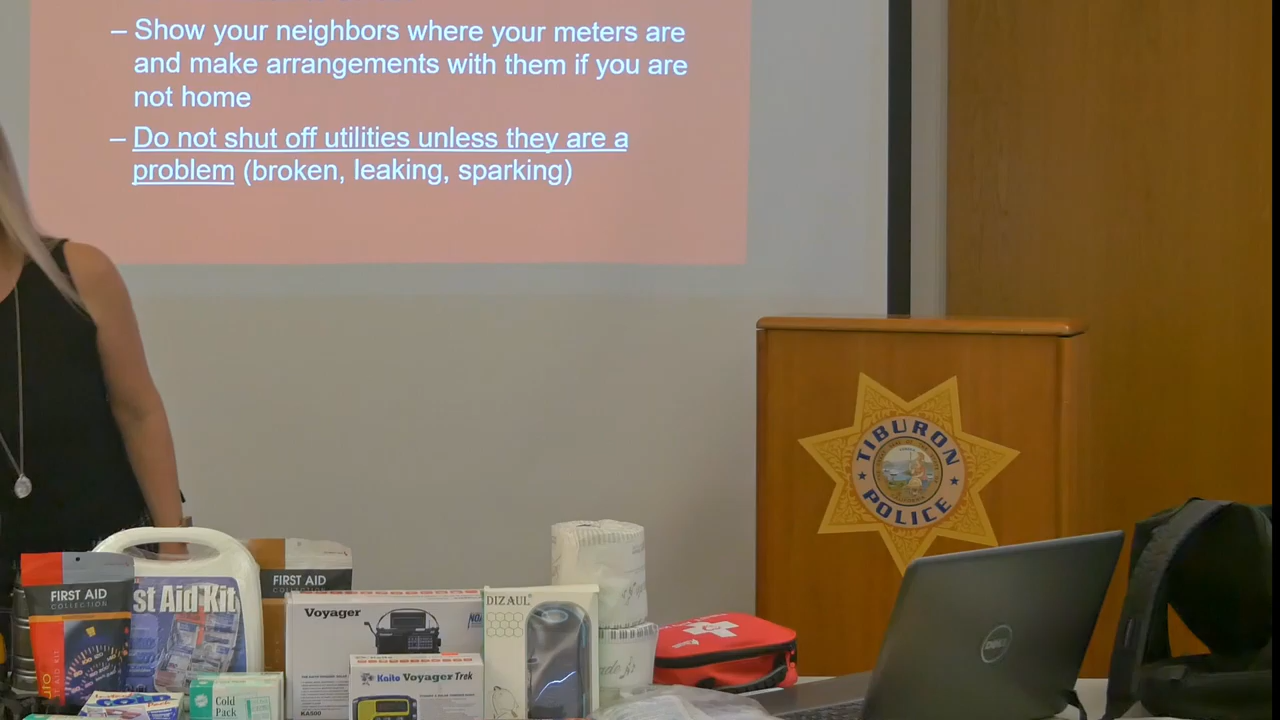 – Show your neighbors where your meters are
and make arrangements with them if you are
not home
– Do not shut off utilities unless they are a
problem (broken, leaking, sparking)
TIBURON
POLICE
FIRST AID
COLLECTION
st Aid Kit
FIRST AID
Voyager
KA500
Kaito Voyager Trek
DIZAUL
Cold
Pack
DELL